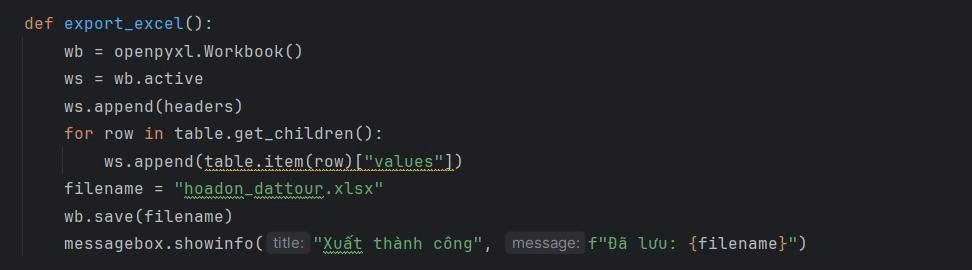 def export_excel():
    wb = openpyxl.Workbook()
    ws = wb.active
    ws.append(headers)
    for row in table.get_children():
        ws.append(table.item(row)["values"])
    filename = "hoadon_dattour.xlsx"
    wb.save(filename)
    messagebox.showinfo( title: "Xuất thành công", message: f"Đã lưu: {filename}")